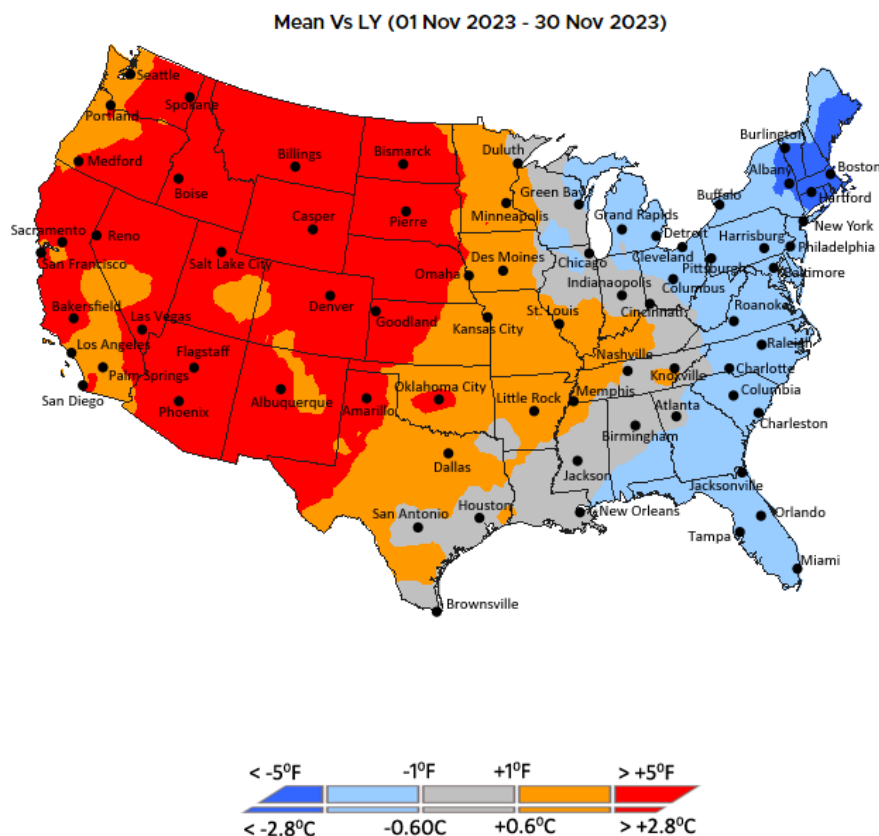 Mean Vs LY (01 Nov 2023 - 30 Nov 2023)
Seattle
Spokane
Portland
Medford
Boise
Billings
Bismarck
Duluth
Burlington
Boston
Albany
Hartford
Green Bay
Buffalo
Casper
Pierre
Minneapolis
Grand Rapids
New York
Sacramento
Reno
Detroit
Harrisburg
Philadelphia
San Francisco
Salt Lake City
Omaha
Des Moines
Chicago
Cleveland
Pittsburgh
Baltimore
Indianaopolis
Columbus
Bakersfield
Las Vegas
Denver
Goodland
Kansas City
St. Louis
Cincinnati
Roanoke
Los Angeles
Flagstaff
Nashville
Raleigh
Palm Springs
Oklahoma City
Knoxville
Charlotte
San Diego
Phoenix
Albuquerque
Amarillo
Little Rock
Memphis
Atlanta
Columbia
Birmingham
Charleston
Dallas
Jackson
Jacksonville
San Antonio
Houston
New Orleans
Orlando
Tampa
Miami
Brownsville
< -5⁰F -1⁰F +1⁰F > +5⁰F
< -2.8⁰C -0.60C +0.6⁰C > +2.8⁰C